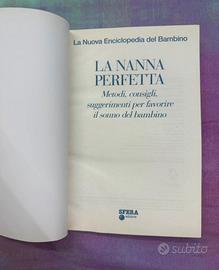 La Nuova Enciclopedia del Bambino
LA NANNA
PERFETTA
Metodi, consigli,
suggerimenti per favorire
il sonno del bambino
SFERA
editore
subito